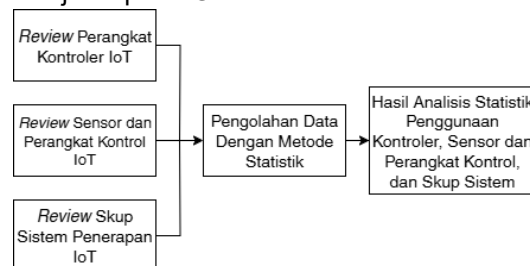 Review Perangkat
Kontroler IoT
Review Sensor dan
Perangkat Kontrol
IoT
Review Skup
Sistem Penerapan
IoT
Pengolahan Data
Dengan Metode
Statistik
Hasil Analisis Statistik
Penggunaan
Kontroler, Sensor dan
Perangkat Kontrol,
dan Skup Sistem